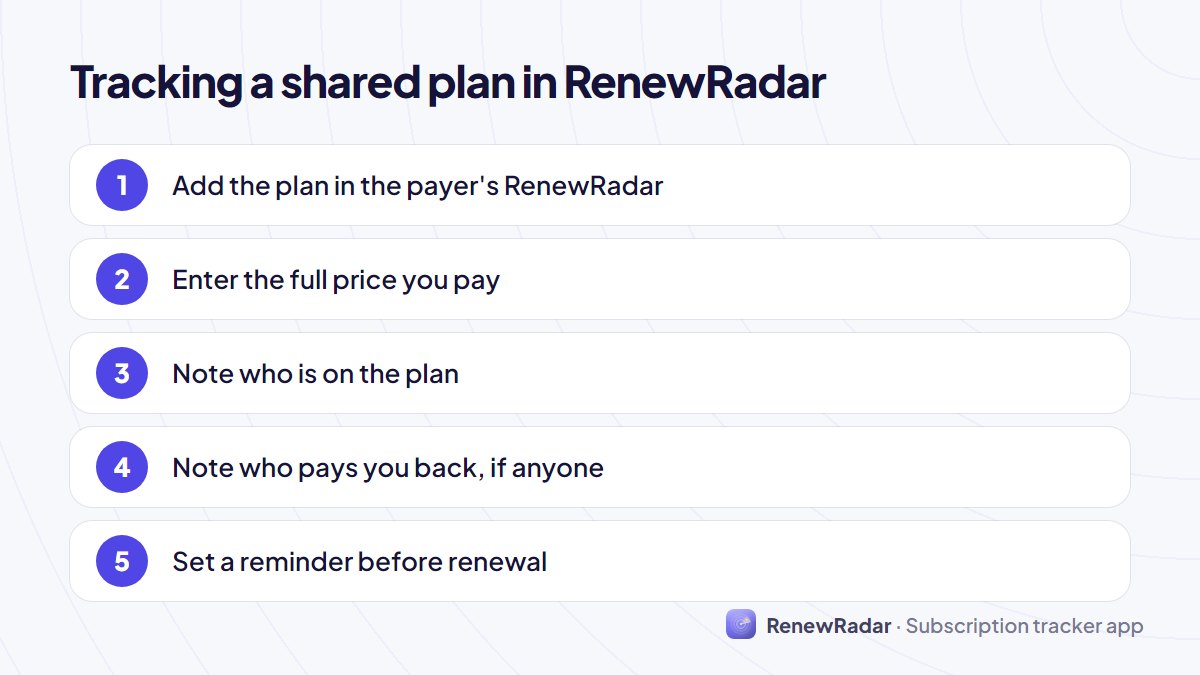 Tracking a shared plan in RenewRadar
1 Add the plan in the payer's RenewRadar
2 Enter the full price you pay
3 Note who is on the plan
4 Note who pays you back, if anyone
5 Set a reminder before renewal
RenewRadar · Subscription tracker app